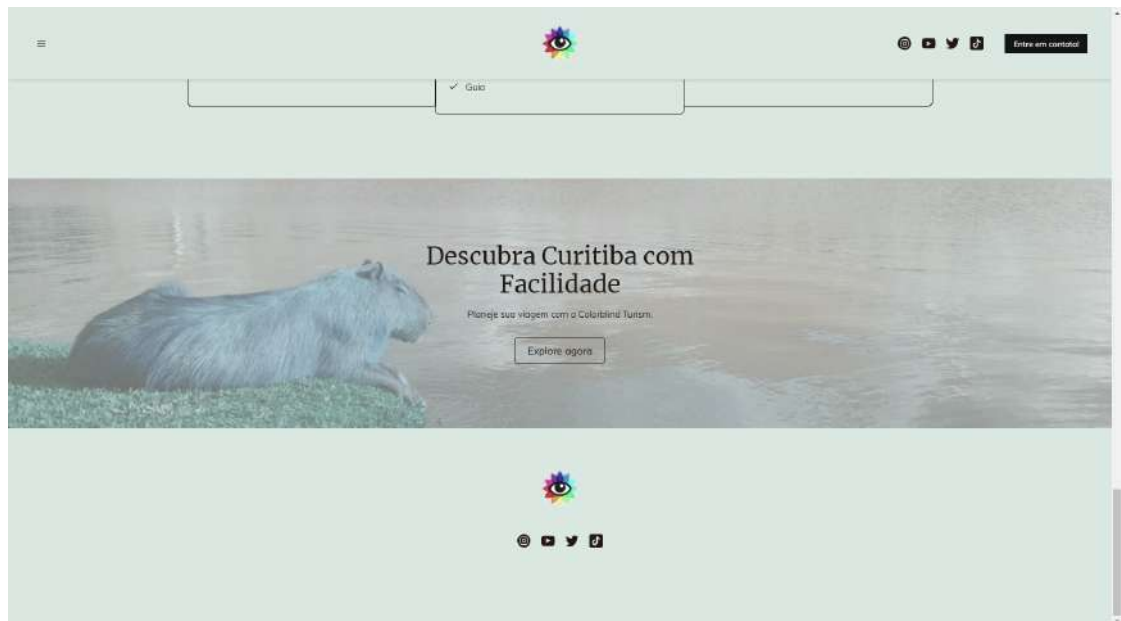 Entre em contato!
Guia
Descubra Curitiba com
Facilidade
Planeje sua viagem com a Colorblind Turism.
Explore agora